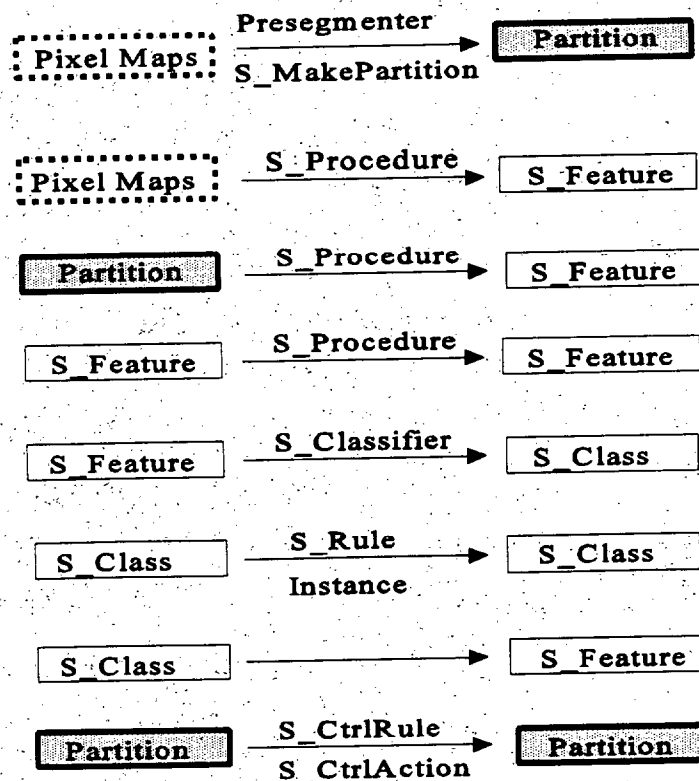 Presegmenter
Pixel Maps Partition
S_MakePartition
S_Procedure
Pixel Maps S_Feature
S_Procedure
Partition S_Feature
S_Procedure
S_Feature S_Feature
S_Classifier
S_Feature S_Class
S_Rule
S_Class S_Class
Instance
S_Class S_Feature
S_CtrlRule
Partition Partition
S_CtrlAction